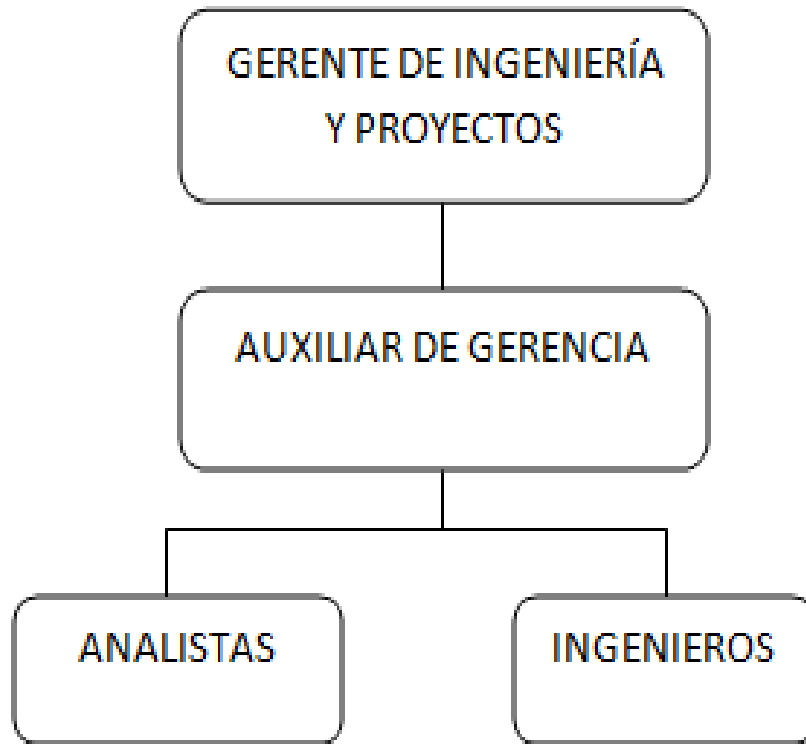 GERENTE DE INGENIERÍA
Y PROYECTOS
AUXILIAR DE GERENCIA
ANALISTAS
INGENIEROS